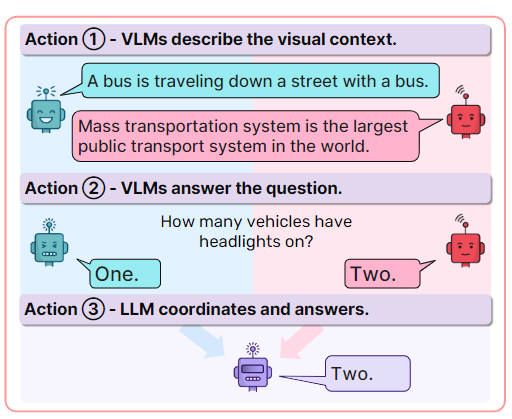 Action ① - VLMs describe the visual context.
A bus is traveling down a street with a bus.
Mass transportation system is the largest
public transport system in the world.
Action ② - VLMs answer the question.
How many vehicles have
headlights on?
One.
Two.
Action ③ - LLM coordinates and answers.
Two.